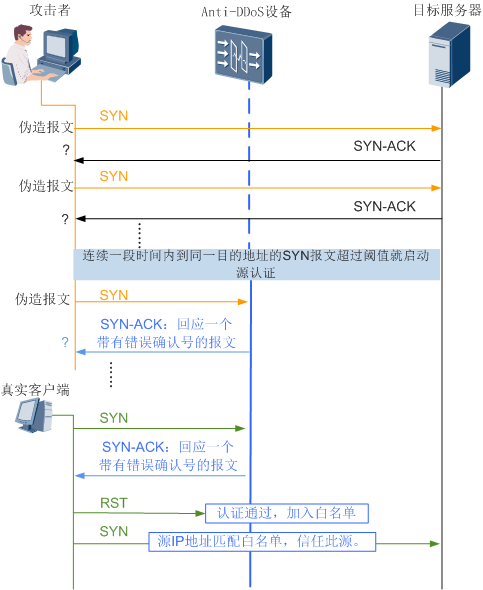 攻击者
Anti-DDoS设备
目标服务器
SYN
伪造报文
?
SYN-ACK
SYN
伪造报文
SYN-ACK
?
连续一段时间内到同一目的地址的SYN报文超过阈值就启动
源认证
SYN
伪造报文
SYN-ACK：回应一个
?
带有错误确认号的报文
真实客户端
SYN
SYN-ACK：回应一个
带有错误确认号的报文
RST
认证通过，加入白名单
SYN
源IP地址匹配白名单，信任此源。